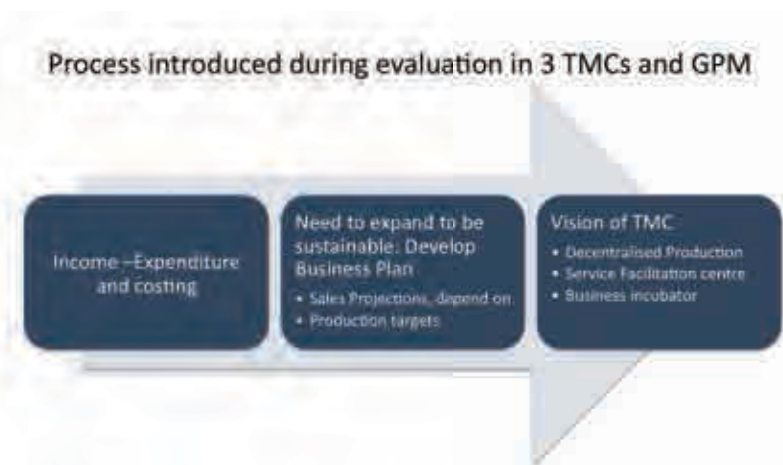 Process introduced during evaluation in 3 TMCs and GPM
Income –Expenditure
and costing
Need to expand to be
sustainable: Develop
Business Plan
• Sales Projections, depend on
• Production targets
Vision of TMC
• Decentralised Production
• Service Facilitation centre
• Business incubator